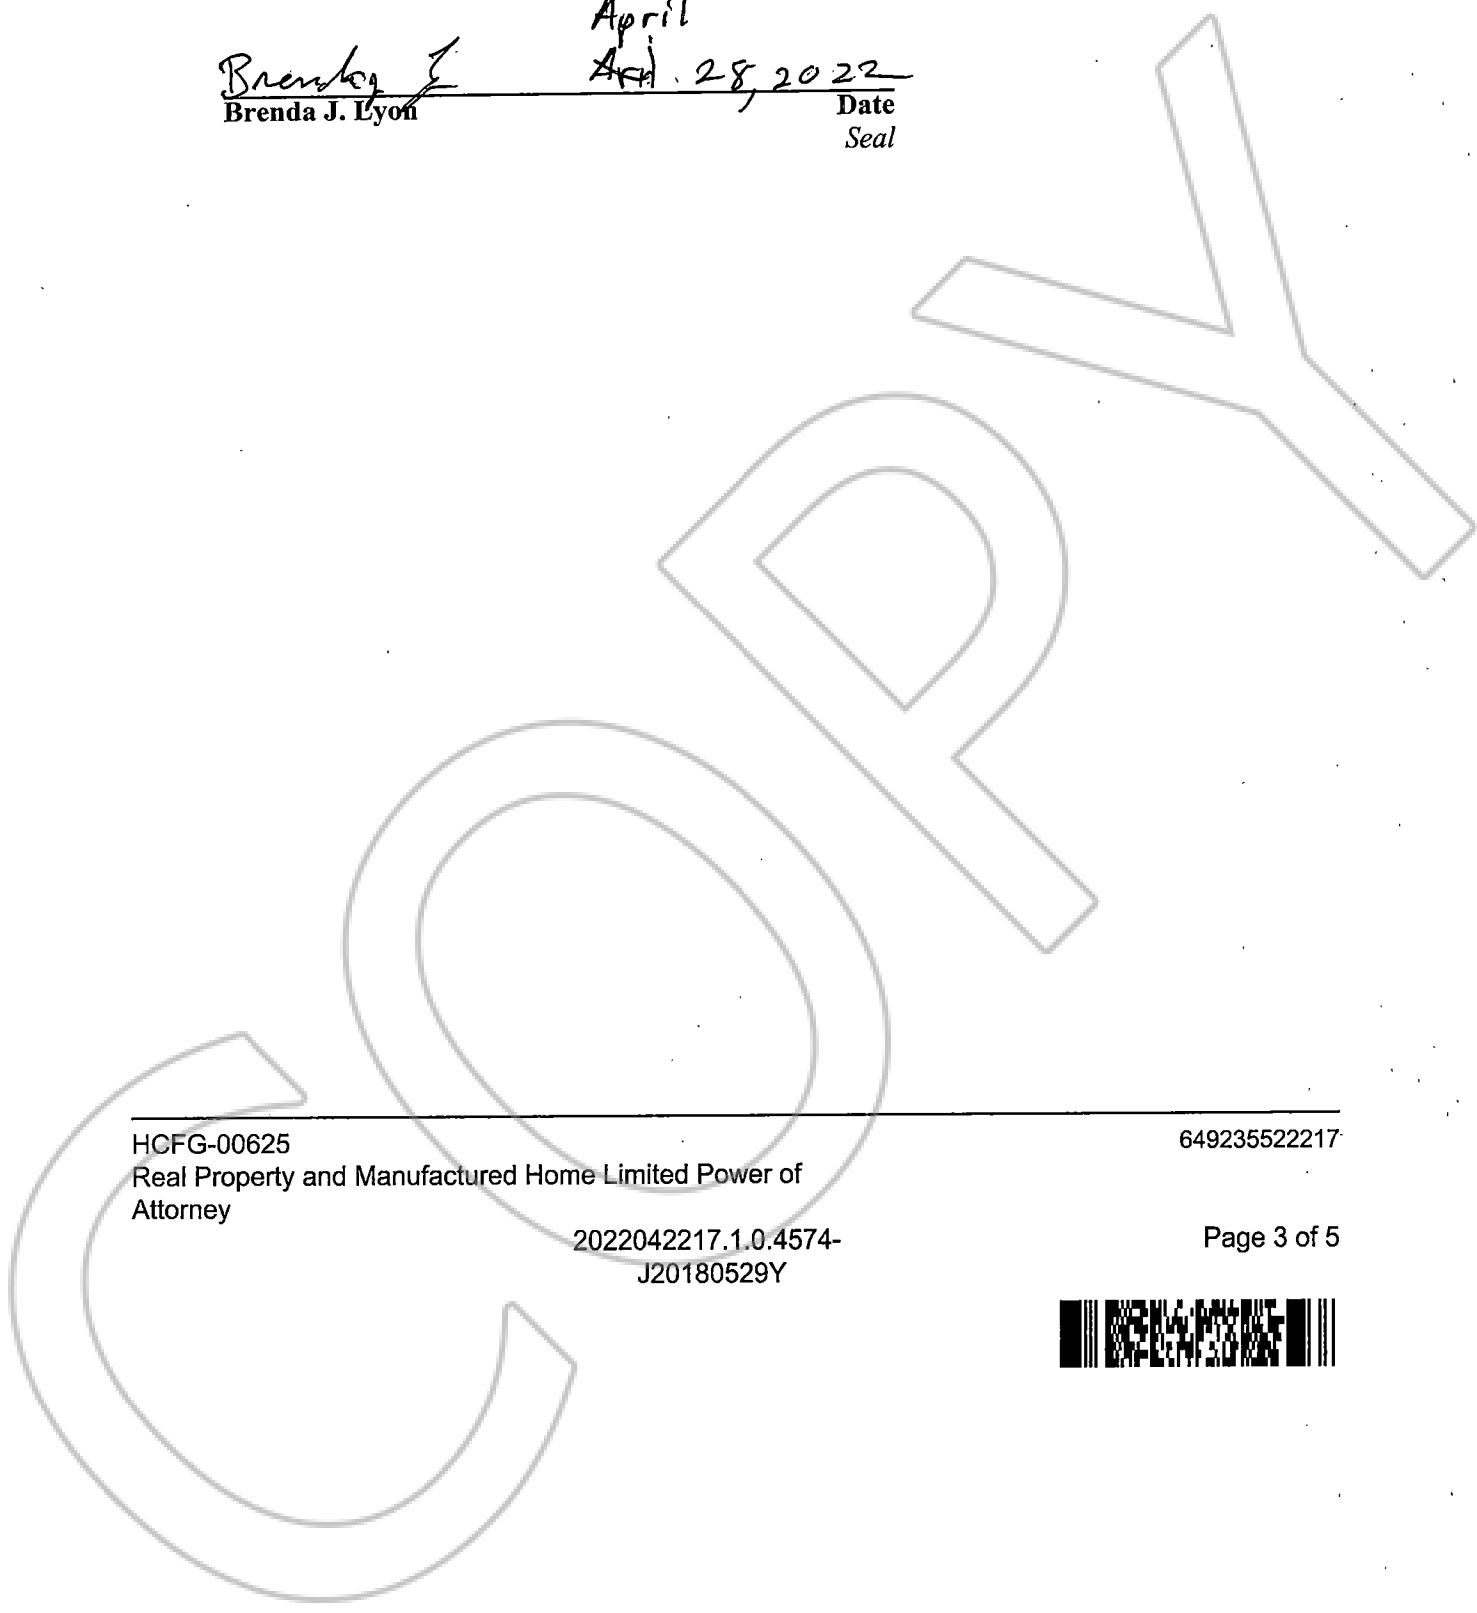 April
Brenda J April 28, 2022
Brenda J. Lyon Date
Seal
COPY
HCFG-00625 649235522217
Real Property and Manufactured Home Limited Power of
Attorney
2022042217.1.0.4574- Page 3 of 5
J20180529Y